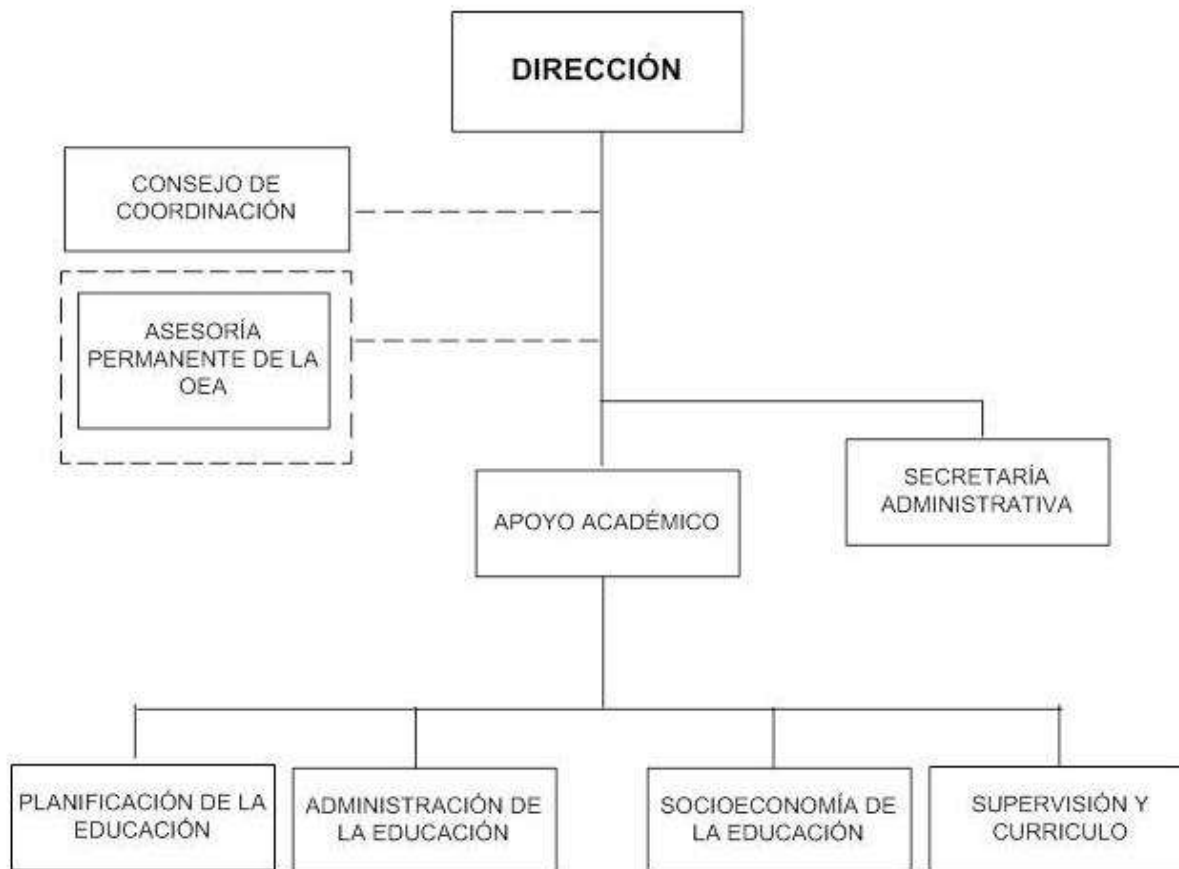 DIRECCIÓN
CONSEJO DE
COORDINACIÓN
ASESORÍA
PERMANENTE DE LA
OEA
SECRETARÍA
ADMINISTRATIVA
APOYO ACADÉMICO
PLANIFICACIÓN DE LA
EDUCACIÓN
ADMINISTRACIÓN DE
LA EDUCACIÓN
SOCIOECONOMÍA DE
LA EDUCACIÓN
SUPERVISIÓN Y
CURRICULO